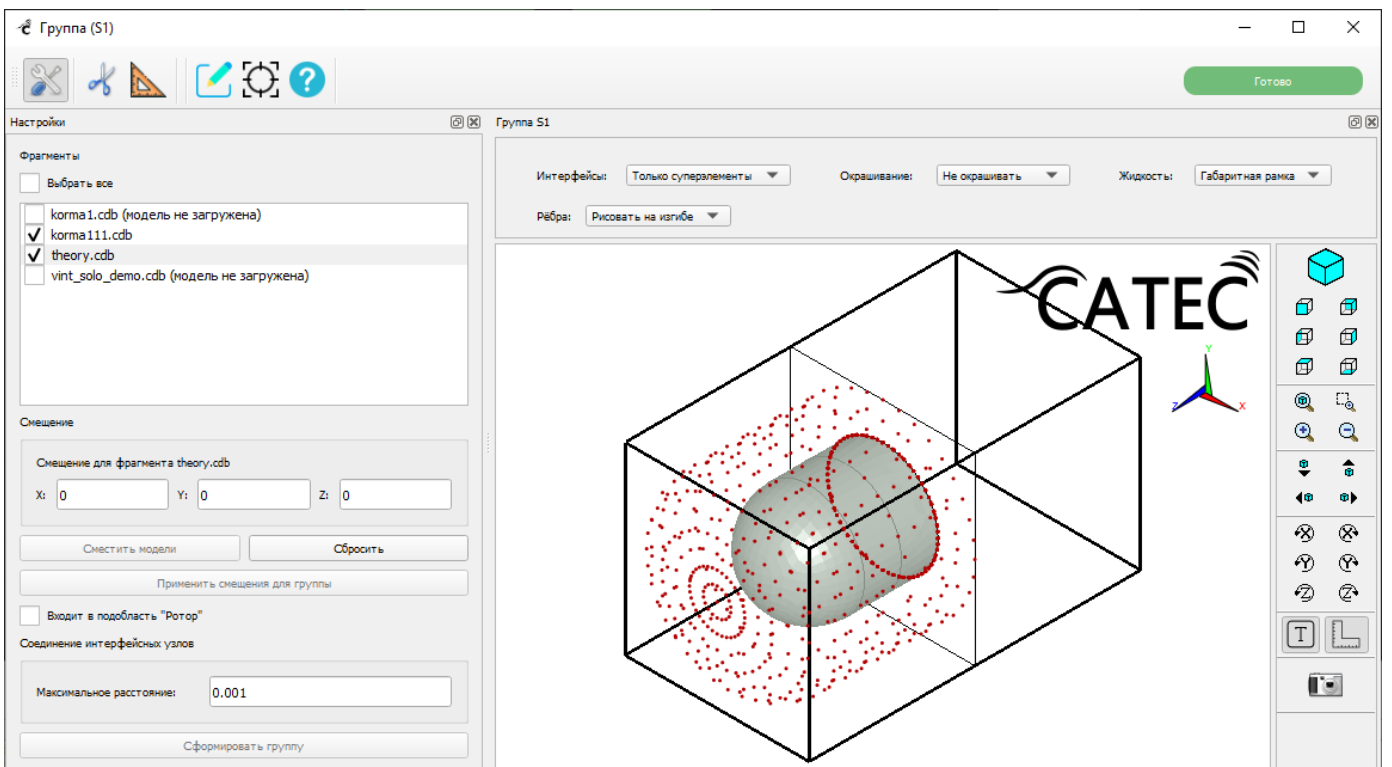 Группа (S1)
Готово
Настройки
Группа S1
Фрагменты
Выбрать все
korma1.cdb (модель не загружена)
korma111.cdb
theory.cdb
vint_solo_demo.cdb (модель не загружена)
Смещение
Смещение для фрагмента theory.cdb
X: 0 Y: 0 Z: 0
Сместить модели Сбросить
Применить смещения для группы
Входит в подобласть "Ротор"
Соединение интерфейсных узлов
Максимальное расстояние: 0.001
Сформировать группу
Интерфейсы: Только суперэлементы Окрашивание: Не окрашивать Жидкость: Габаритная рамка
Рёбра: Рисовать на изгибе
CATEC
Y
Z X
X X
Y Y
Z Z
T